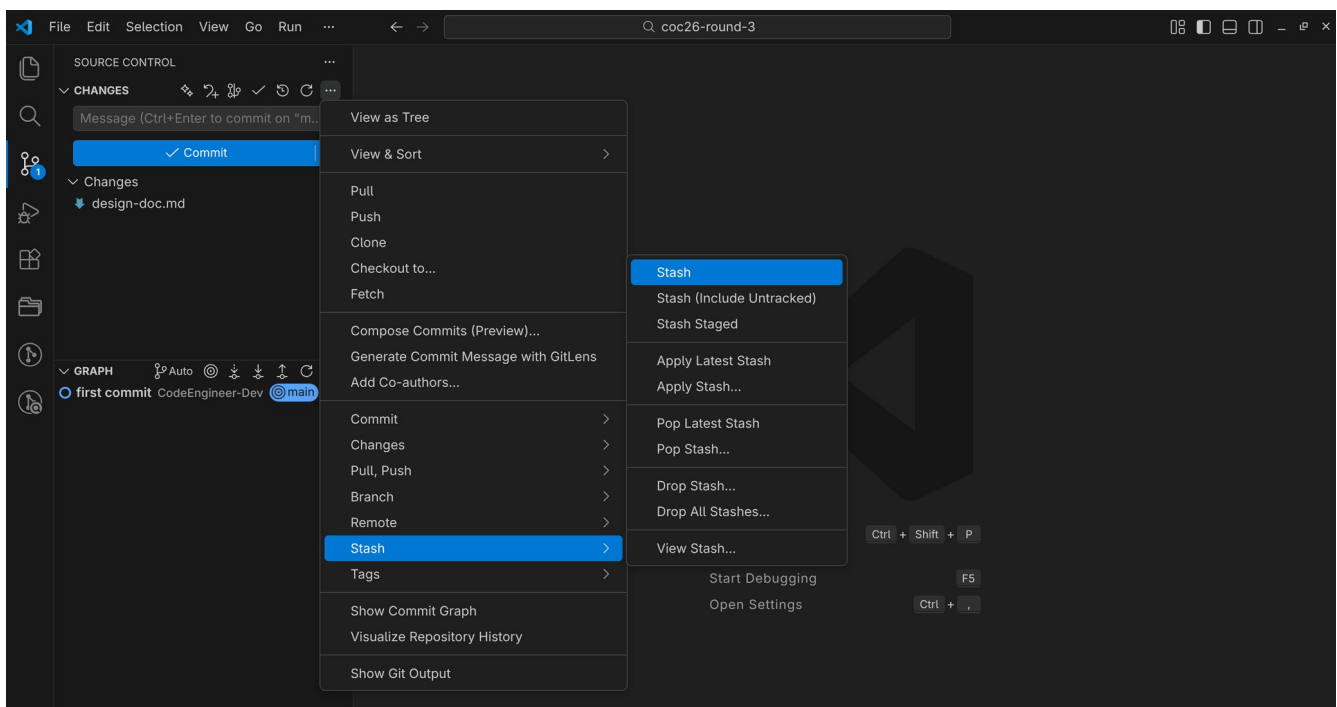 File Edit Selection View Go Run ···
coc26-round-3
SOURCE CONTROL
CHANGES
Message (Ctrl+Enter to commit on "m...
Commit
Changes
design-doc.md
1
GRAPH Auto
first commit CodeEngineer-Dev main
View as Tree
View & Sort
Pull
Push
Clone
Checkout to...
Fetch
Compose Commits (Preview)...
Generate Commit Message with GitLens
Add Co-authors...
Commit
Changes
Pull, Push
Branch
Remote
Stash
Tags
Show Commit Graph
Visualize Repository History
Show Git Output
Stash
Stash (Include Untracked)
Stash Staged
Apply Latest Stash
Apply Stash...
Pop Latest Stash
Pop Stash...
Drop Stash...
Drop All Stashes...
View Stash...
Ctrl + Shift + P
Start Debugging F5
Open Settings Ctrl + ,